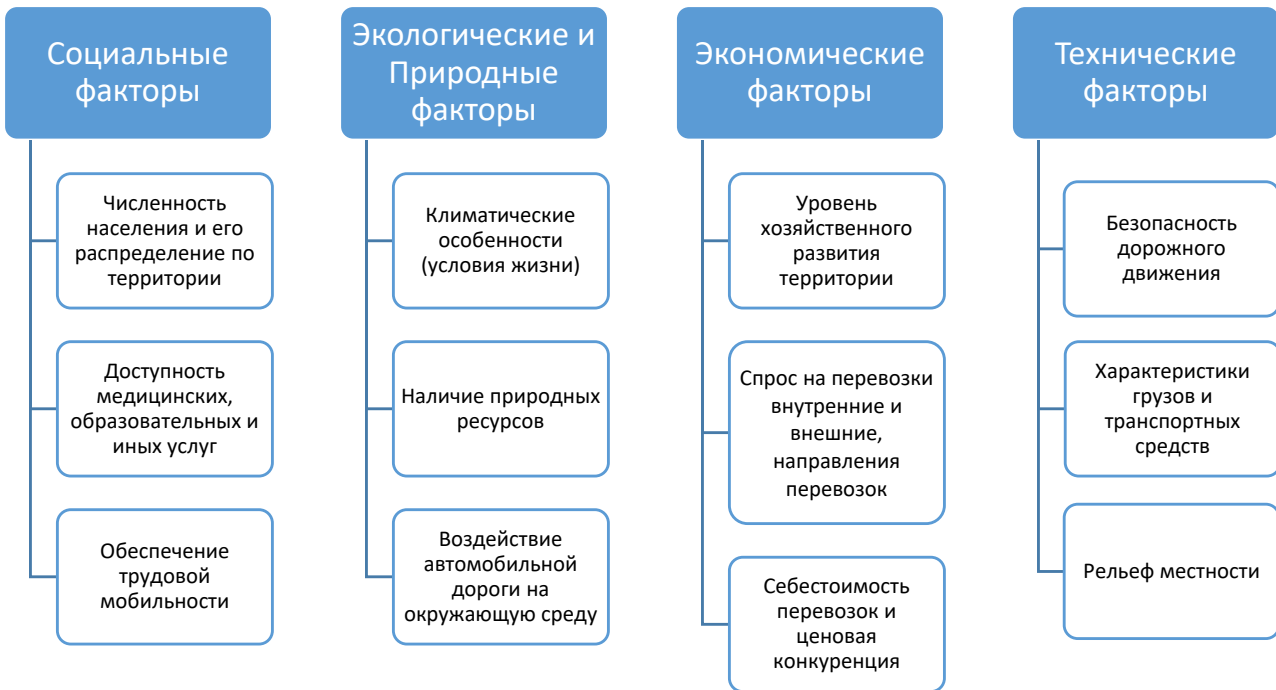 Социальные
факторы
Численность
населения и его
распределение по
территории
Доступность
медицинских,
образовательных и
иных услуг
Обеспечение
трудовой
мобильности
Экологические и
Природные
факторы
Климатические
особенности
(условия жизни)
Наличие природных
ресурсов
Воздействие
автомобильной
дороги на
окружающую среду
Экономические
факторы
Уровень
хозяйственного
развития
территории
Спрос на перевозки
внутренние и
внешние,
направления
перевозок
Себестоимость
перевозок и
ценовая
конкуренция
Технические
факторы
Безопасность
дорожного
движения
Характеристики
грузов и
транспортных
средств
Рельеф местности